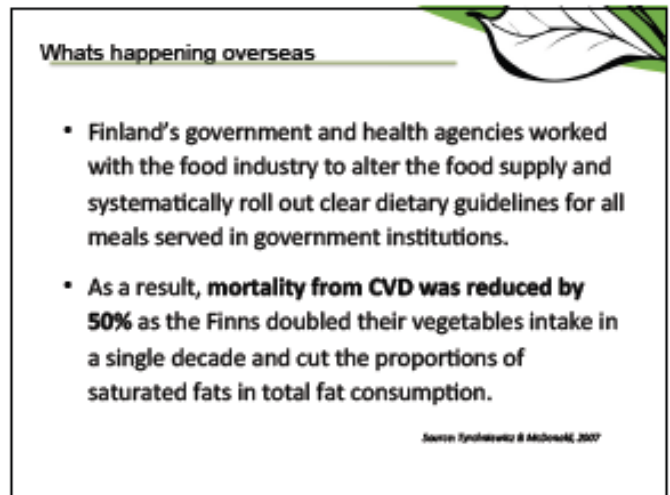 Whats happening overseas
• Finland's government and health agencies worked
with the food industry to alter the food supply and
systematically roll out clear dietary guidelines for all
meals served in government institutions.
• As a result, mortality from CVD was reduced by
50% as the Finns doubled their vegetables intake in
a single decade and cut the proportions of
saturated fats in total fat consumption.
Source: & McDonald, 2007